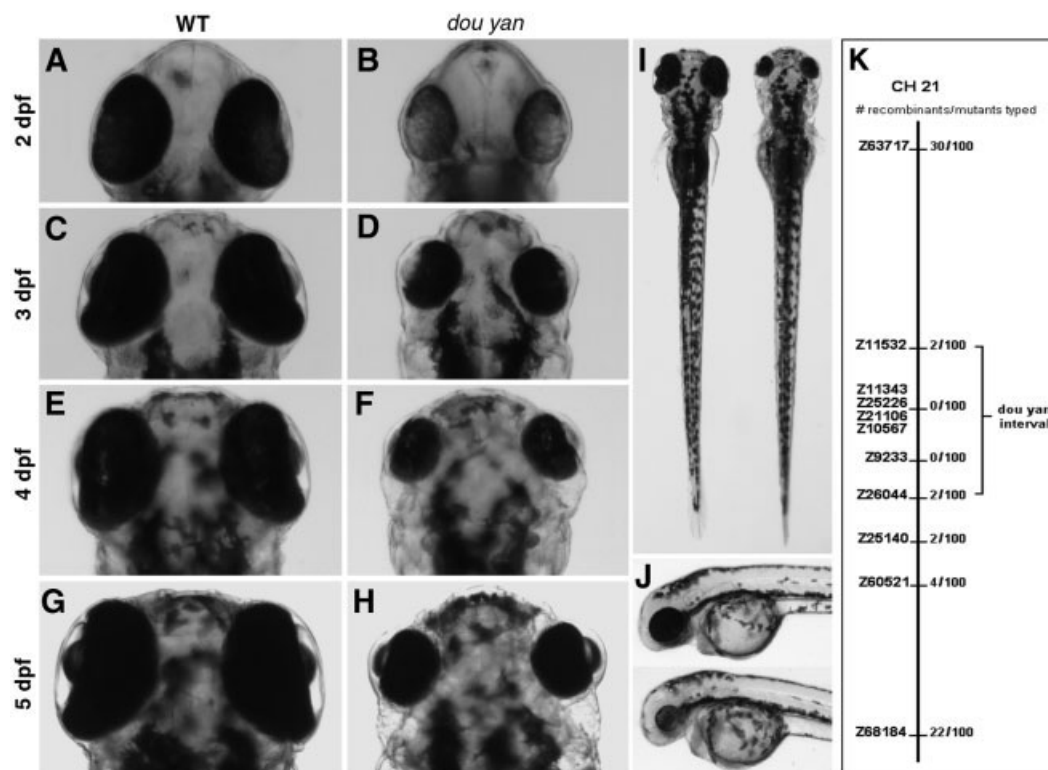 WT
dou yan
2 dpf
A
B
3 dpf
C
D
4 dpf
E
F
5 dpf
G
H
I
J
K
CH 21
# recombinants/mutants typed
Z63717 30/100
Z11532 2/100
Z11343
Z25226
Z21106
Z10567
0/100
dou yan
interval
Z9233 0/100
Z26044 2/100
Z25140 2/100
Z60521 4/100
Z68184 22/100